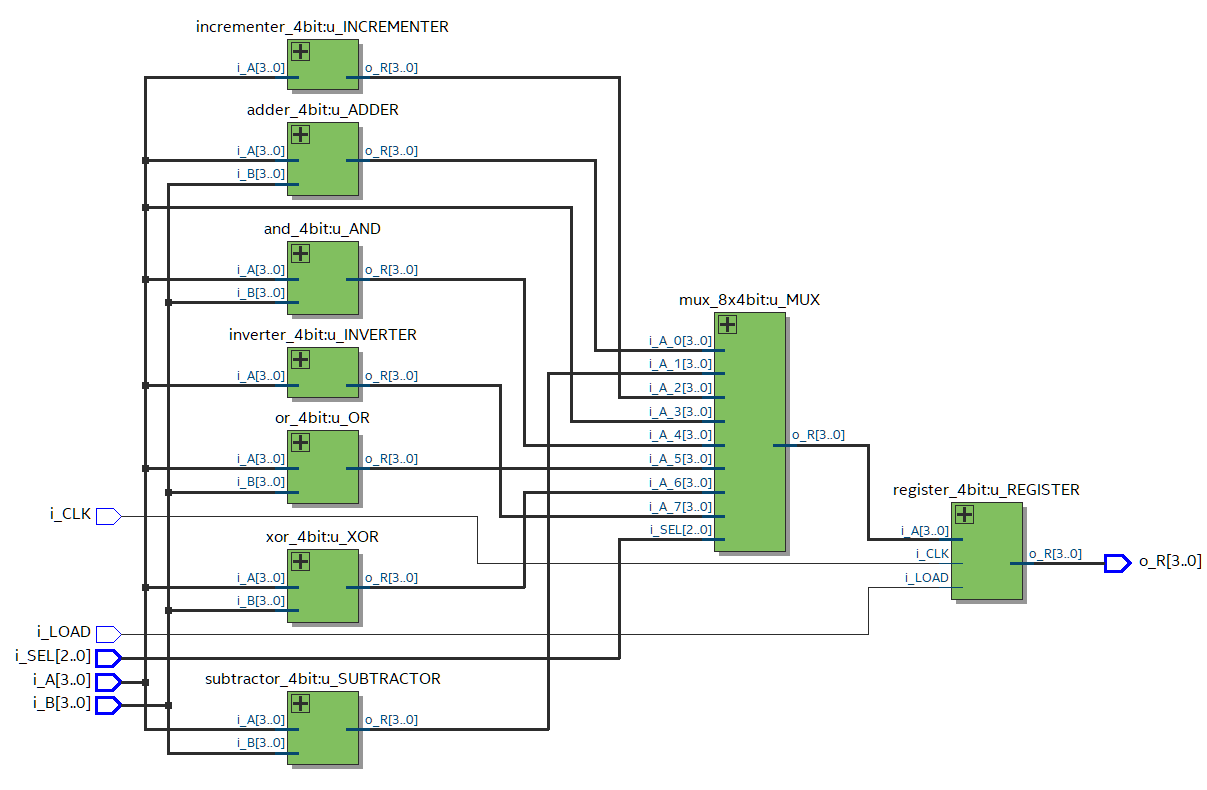 incrementer_4bit:u_INCREMENTER
i_A[3..0]
o_R[3..0]
adder_4bit:u_ADDER
i_A[3..0]
o_R[3..0]
i_B[3..0]
and_4bit:u_AND
i_A[3..0]
o_R[3..0]
i_B[3..0]
inverter_4bit:u_INVERTER
i_A[3..0]
o_R[3..0]
or_4bit:u_OR
i_A[3..0]
o_R[3..0]
i_B[3..0]
i_CLK
xor_4bit:u_XOR
i_A[3..0]
o_R[3..0]
i_B[3..0]
i_LOAD
i_SEL[2..0]
i_A[3..0]
i_B[3..0]
subtractor_4bit:u_SUBTRACTOR
i_A[3..0]
o_R[3..0]
i_B[3..0]
mux_8x4bit:u_MUX
i_A_0[3..0]
i_A_1[3..0]
i_A_2[3..0]
i_A_3[3..0]
i_A_4[3..0]
i_A_5[3..0]
i_A_6[3..0]
i_A_7[3..0]
i_SEL[2..0]
o_R[3..0]
register_4bit:u_REGISTER
i_A[3..0]
i_CLK
i_LOAD
o_R[3..0]
o_R[3..0]